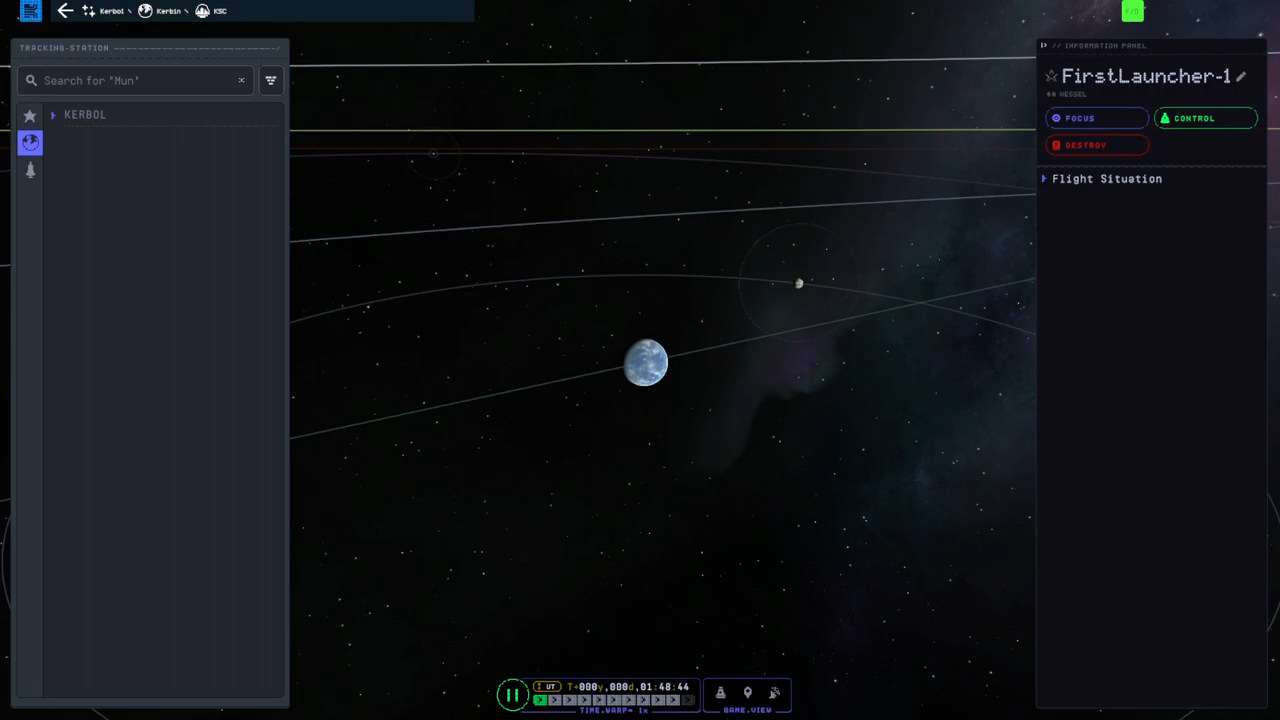 Kerbol \ Kerbin \ KSC
F/O
TRACKING-STATION
Search for "Mun"
KERBOL
// INFORMATION PANEL
FirstLauncher-1
VESSEL
FOCUS
CONTROL
DESTROY
Flight Situation
UT T+000y,000d,01:48:44
TIME.WARP= 1x
GAME.VIEW